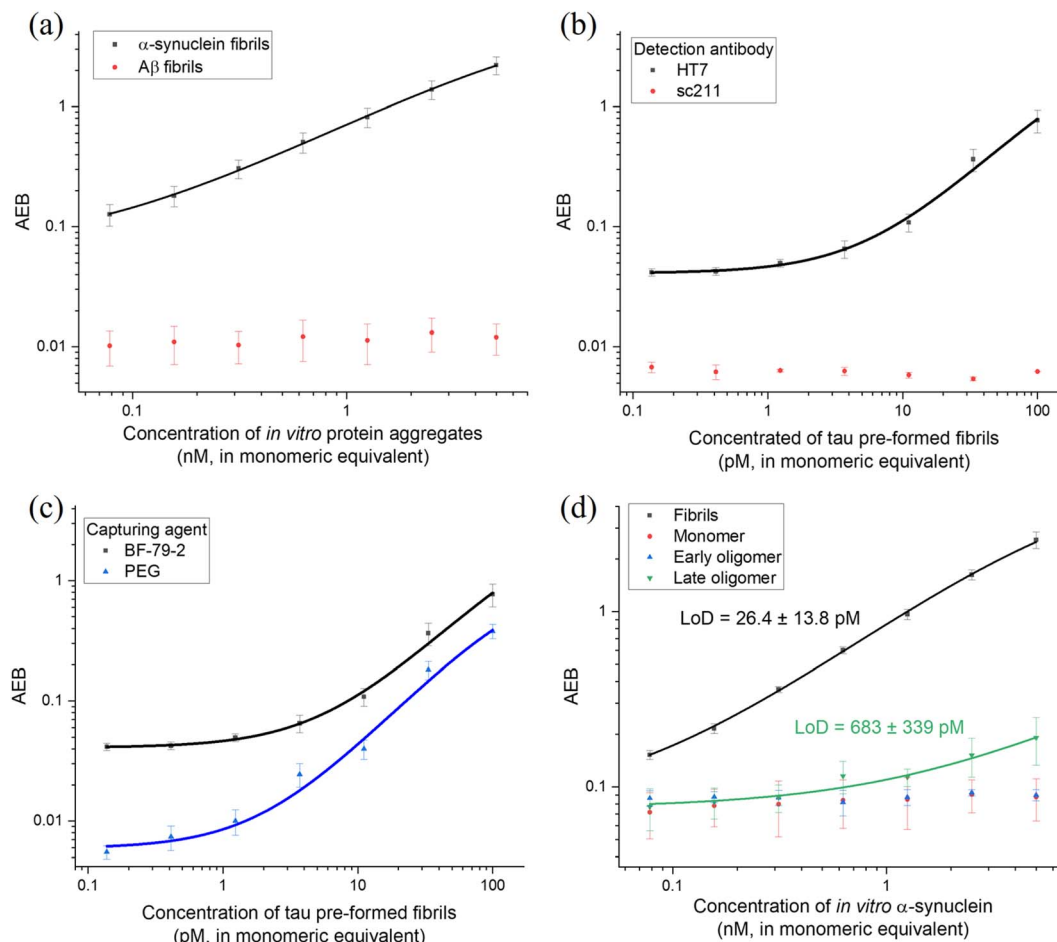 (a)
α-synuclein fibrils
Aβ fibrils
1
0.1
0.01
AEB
0.1
1
Concentration of in vitro protein aggregates
(nM, in monomeric equivalent)
(b)
Detection antibody
HT7
sc211
1
0.1
0.01
AEB
0.1
1
10
100
Concentrated of tau pre-formed fibrils
(pM, in monomeric equivalent)
(c)
Capturing agent
BF-79-2
PEG
1
0.1
0.01
AEB
0.1
1
10
100
Concentration of tau pre-formed fibrils
(pM, in monomeric equivalent)
(d)
Fibrils
Monomer
Early oligomer
Late oligomer
LoD = 26.4 ± 13.8 pM
LoD = 683 ± 339 pM
1
0.1
AEB
0.1
1
Concentration of in vitro α-synuclein
(nM, in monomeric equivalent)